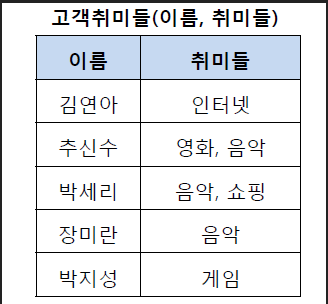 고객취미들(이름, 취미들)
이름 취미들
김연아 인터넷
추신수 영화, 음악
박세리 음악, 쇼핑
장미란 음악
박지성 게임